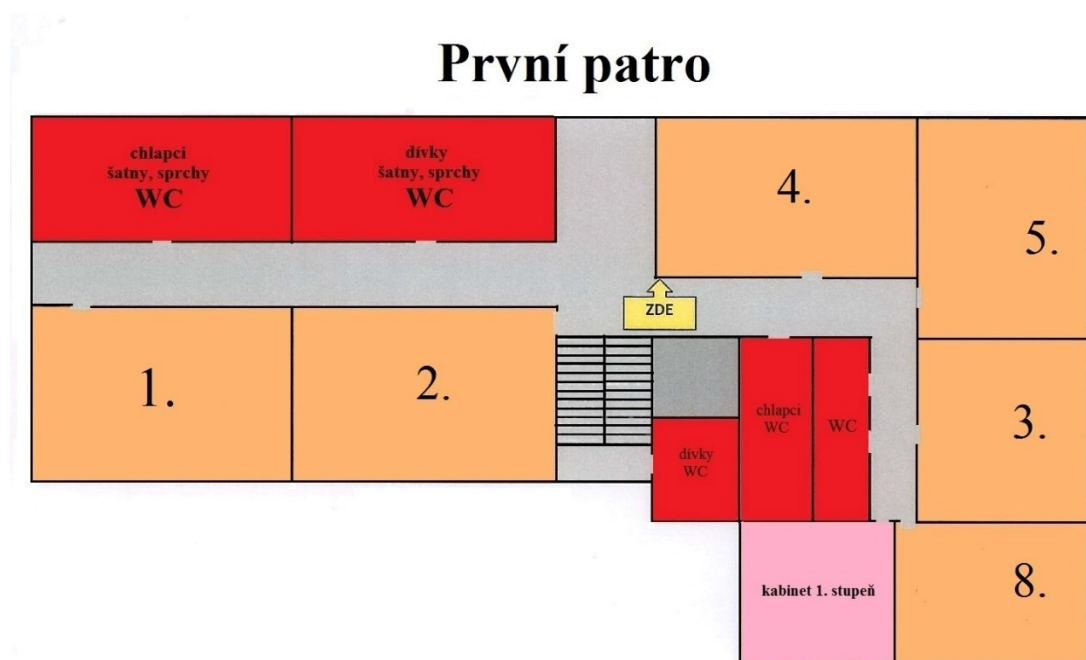 První patro
chlapci
šatny, sprchy
WC
dívky
šatny, sprchy
WC
4.
5.
ZDE
1.
2.
chlapci
WC
WC
3.
dívky
WC
kabinet 1. stupeň
8.